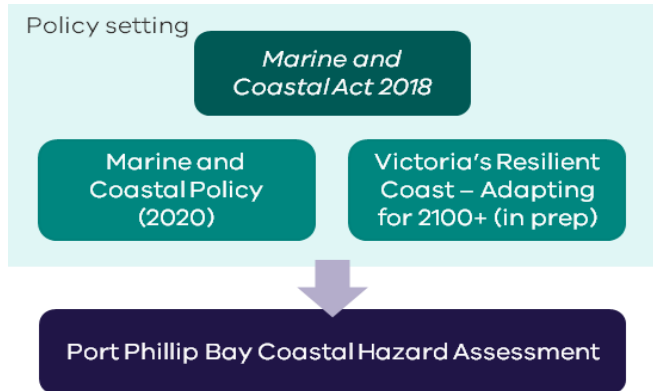 Policy setting
Marine and
Coastal Act 2018
Marine and
Coastal Policy
(2020)
Victoria's Resilient
Coast – Adapting
for 2100+ (in prep)
Port Phillip Bay Coastal Hazard Assessment